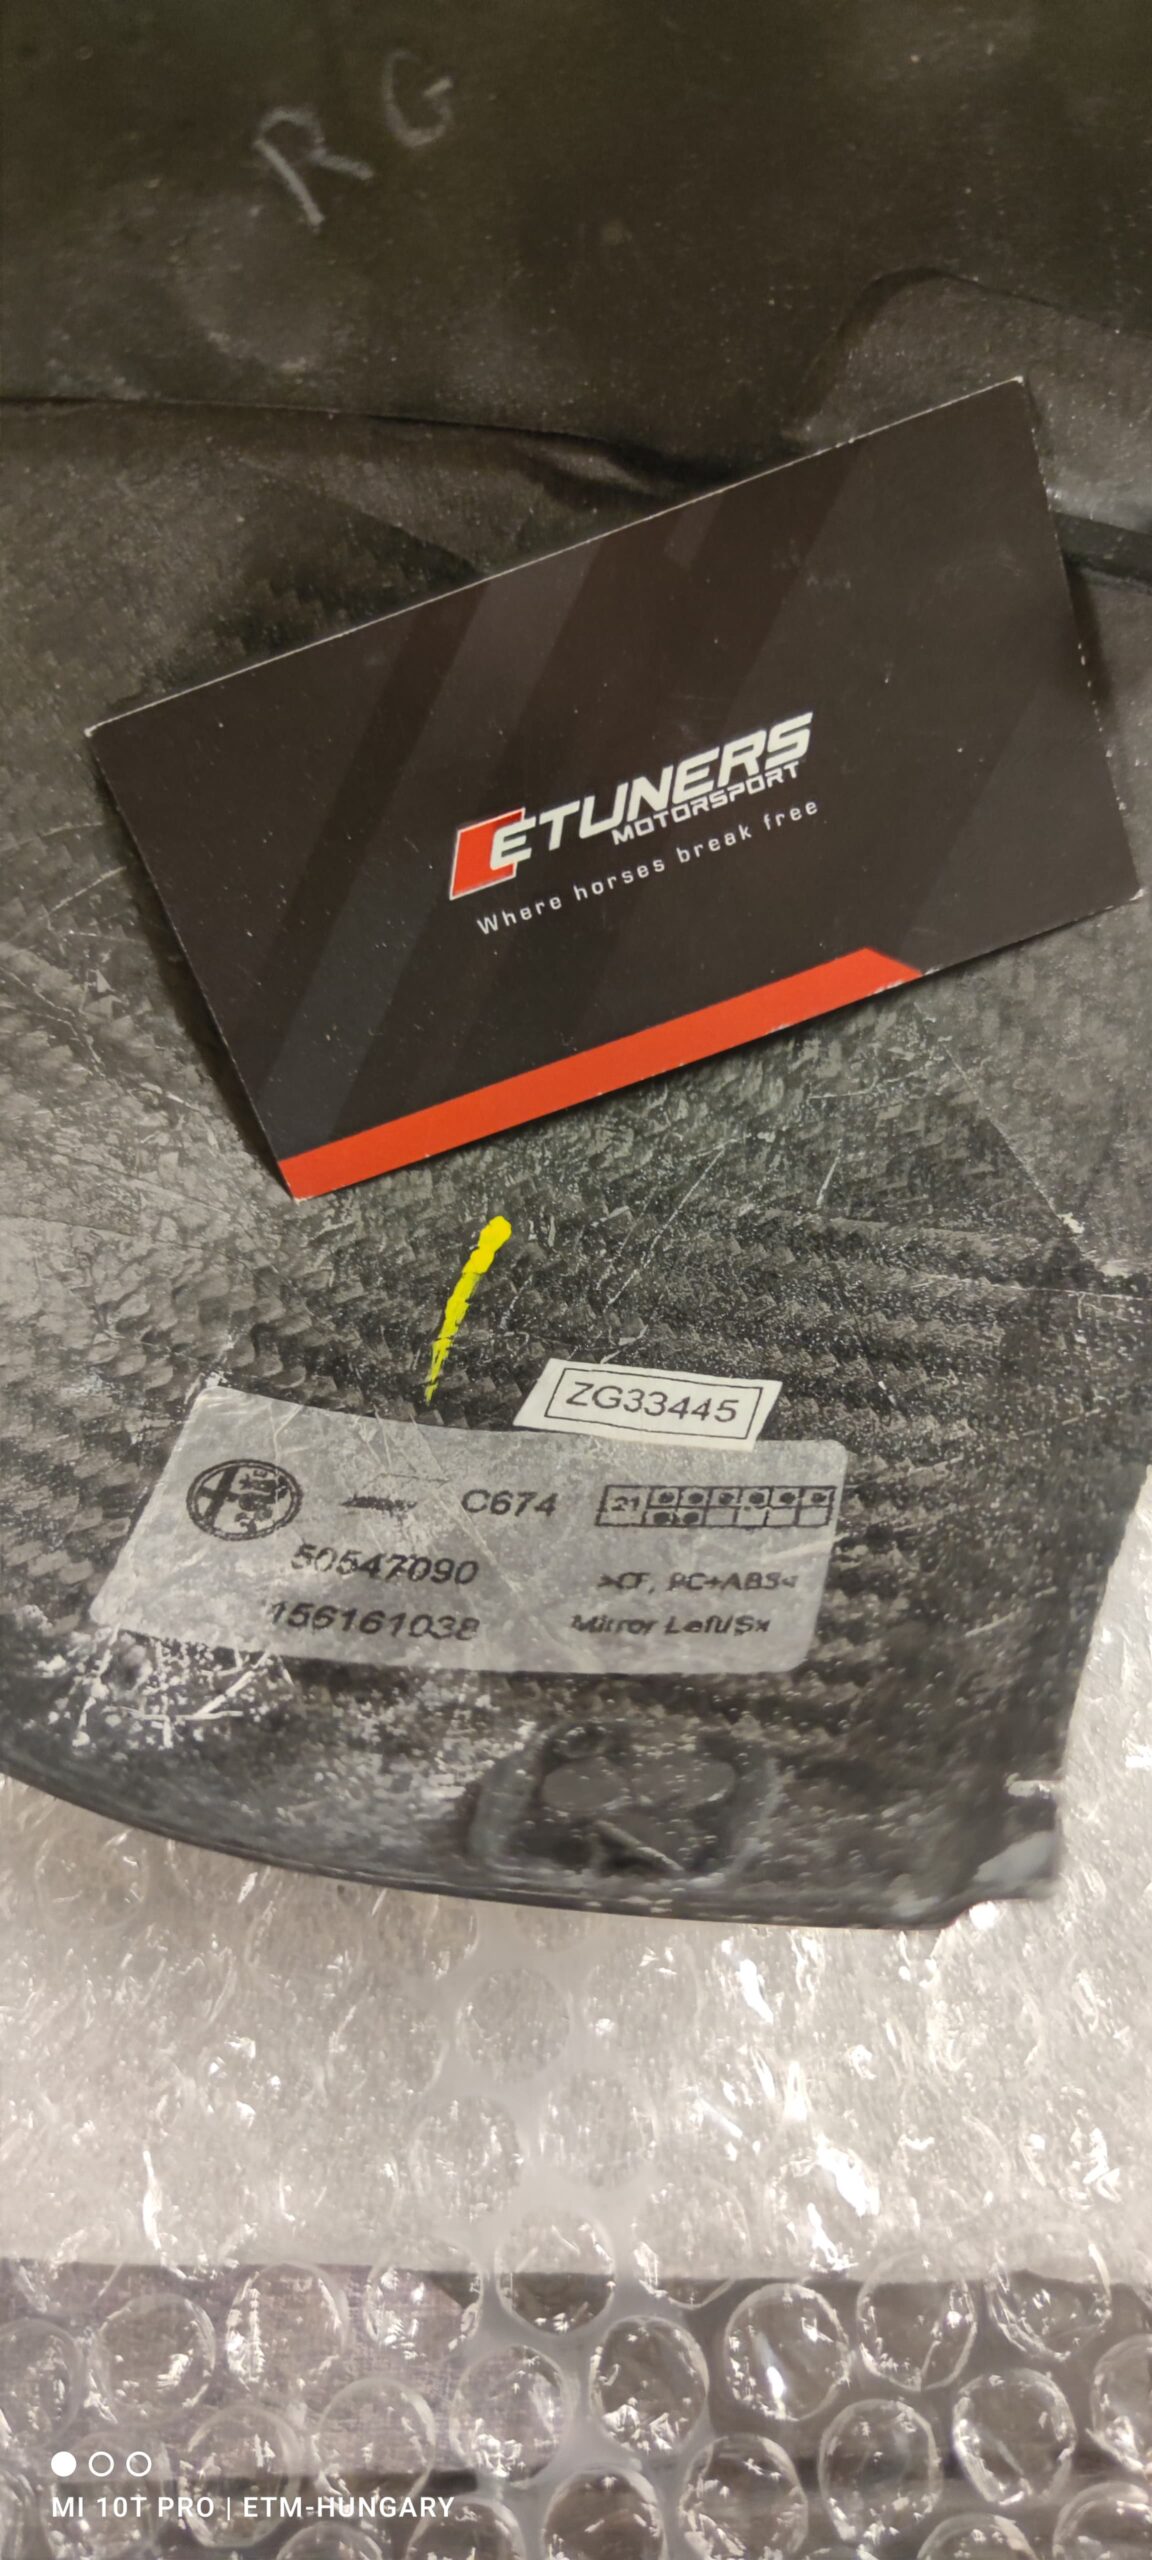 RG
ETUNERS
MOTORSPORT
Where horses break free
ZG33445
C674 21
50547090
156161038
>CF, PC+ABS<
Mirror Left/Sx
MI 10T PRO | ETM-HUNGARY